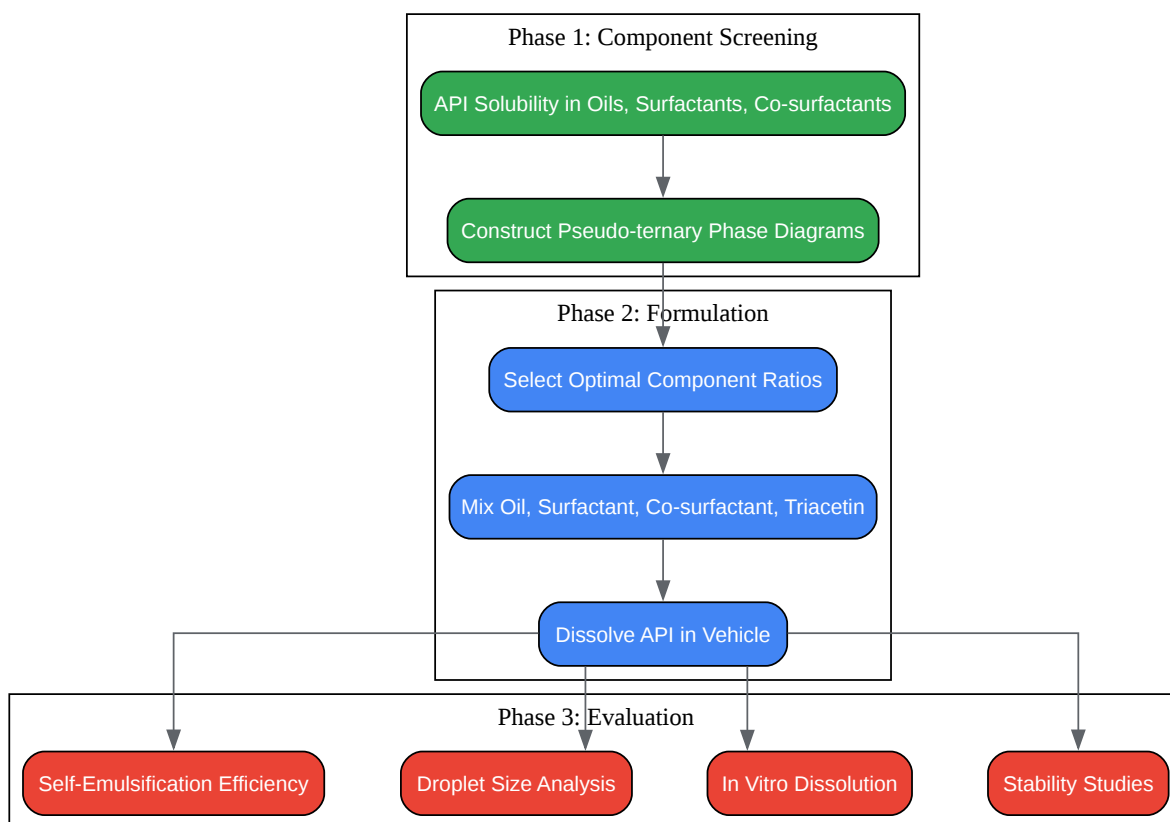 Phase 1: Component Screening
API Solubility in Oils, Surfactants, Co-surfactants
Construct Pseudo-ternary Phase Diagrams
Phase 2: Formulation
Select Optimal Component Ratios
Mix Oil, Surfactant, Co-surfactant, Triacetin
Dissolve API in Vehicle
Phase 3: Evaluation
Self-Emulsification Efficiency
Droplet Size Analysis
In Vitro Dissolution
Stability Studies